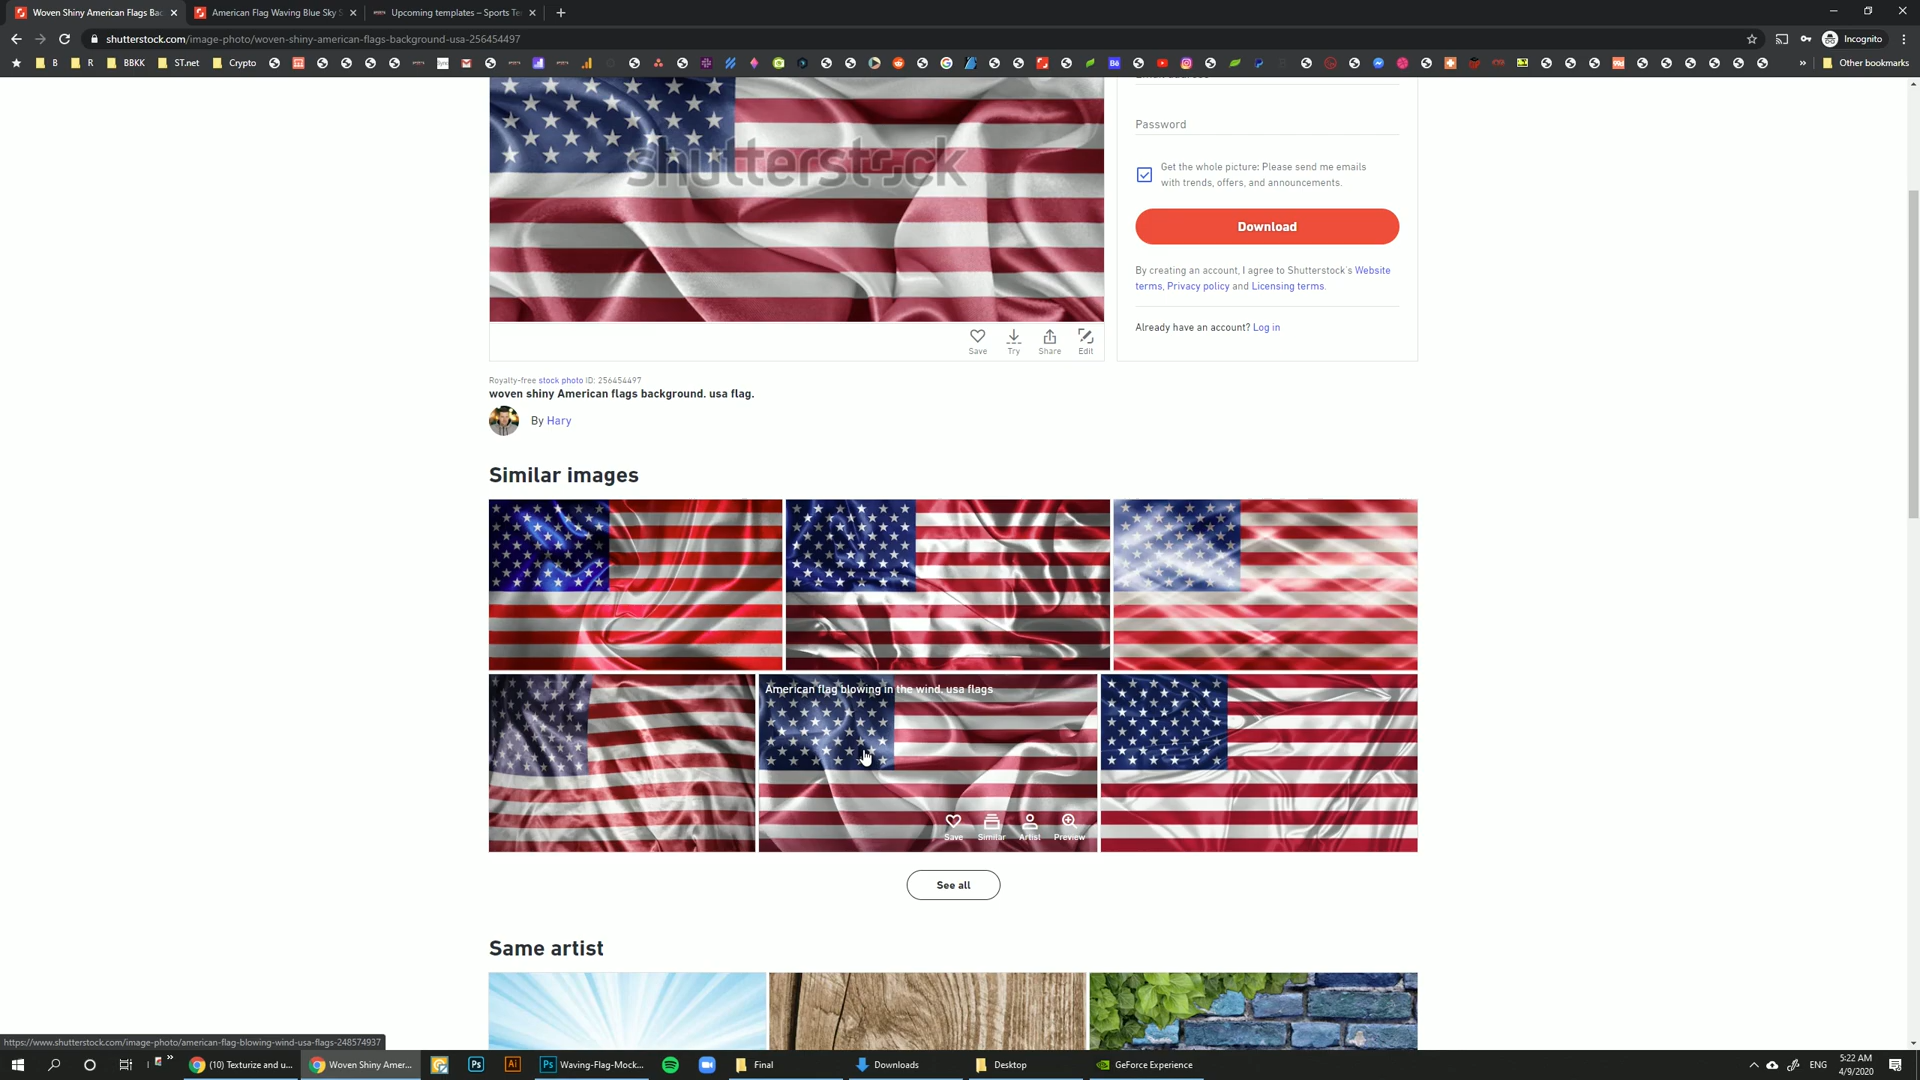 Woven Shiny American Flags Bac
American Flag Waving Blue Sky S
Upcoming templates – Sports Te
shutterstock.com/image-photo/woven-shiny-american-flags-background-usa-256454497
Incognito
B
R
BBKK
ST.net
Crypto
Other bookmarks
shutterstock
Password
Get the whole picture: Please send me emails
with trends, offers, and announcements.
Download
By creating an account, I agree to Shutterstock's Website
terms, Privacy policy and Licensing terms.
Already have an account? Log in
Save
Try
Share
Edit
Royalty-free stock photo ID: 256454497
woven shiny American flags background. usa flag.
By Hary
Similar images
American flag blowing in the wind. usa flags
Save
Similar
Artist
Preview
See all
Same artist
https://www.shutterstock.com/image-photo/american-flag-blowing-wind-usa-flags-248574937
(10) Texturize and u...
Woven Shiny Amer...
Ps
Ai
Ps
Waving-Flag-Mock...
Final
Downloads
Desktop
GeForce Experience
ENG
5:22 AM
4/9/2020